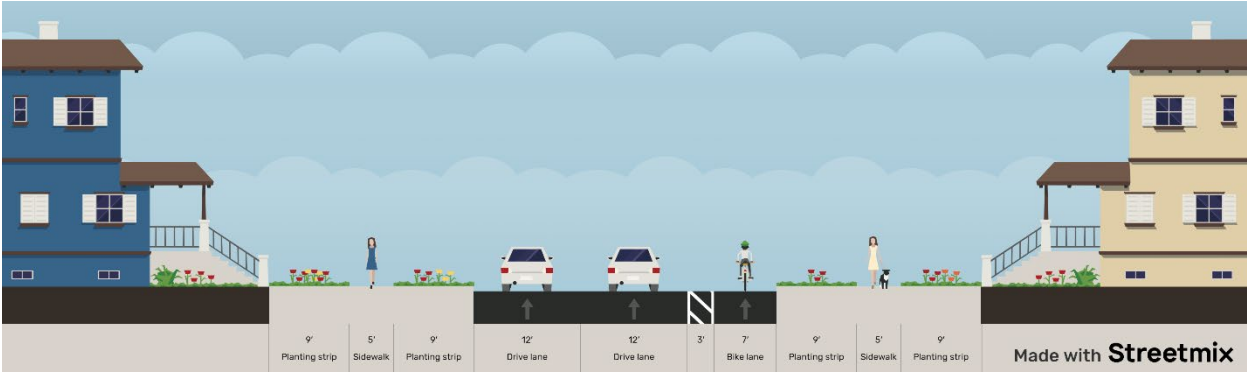 9' 5' 9' 12' 12' 3' 7' 9' 5' 9'
Planting strip Sidewalk Planting strip Drive lane Drive lane Bike lane Planting strip Sidewalk Planting strip
Made with Streetmix